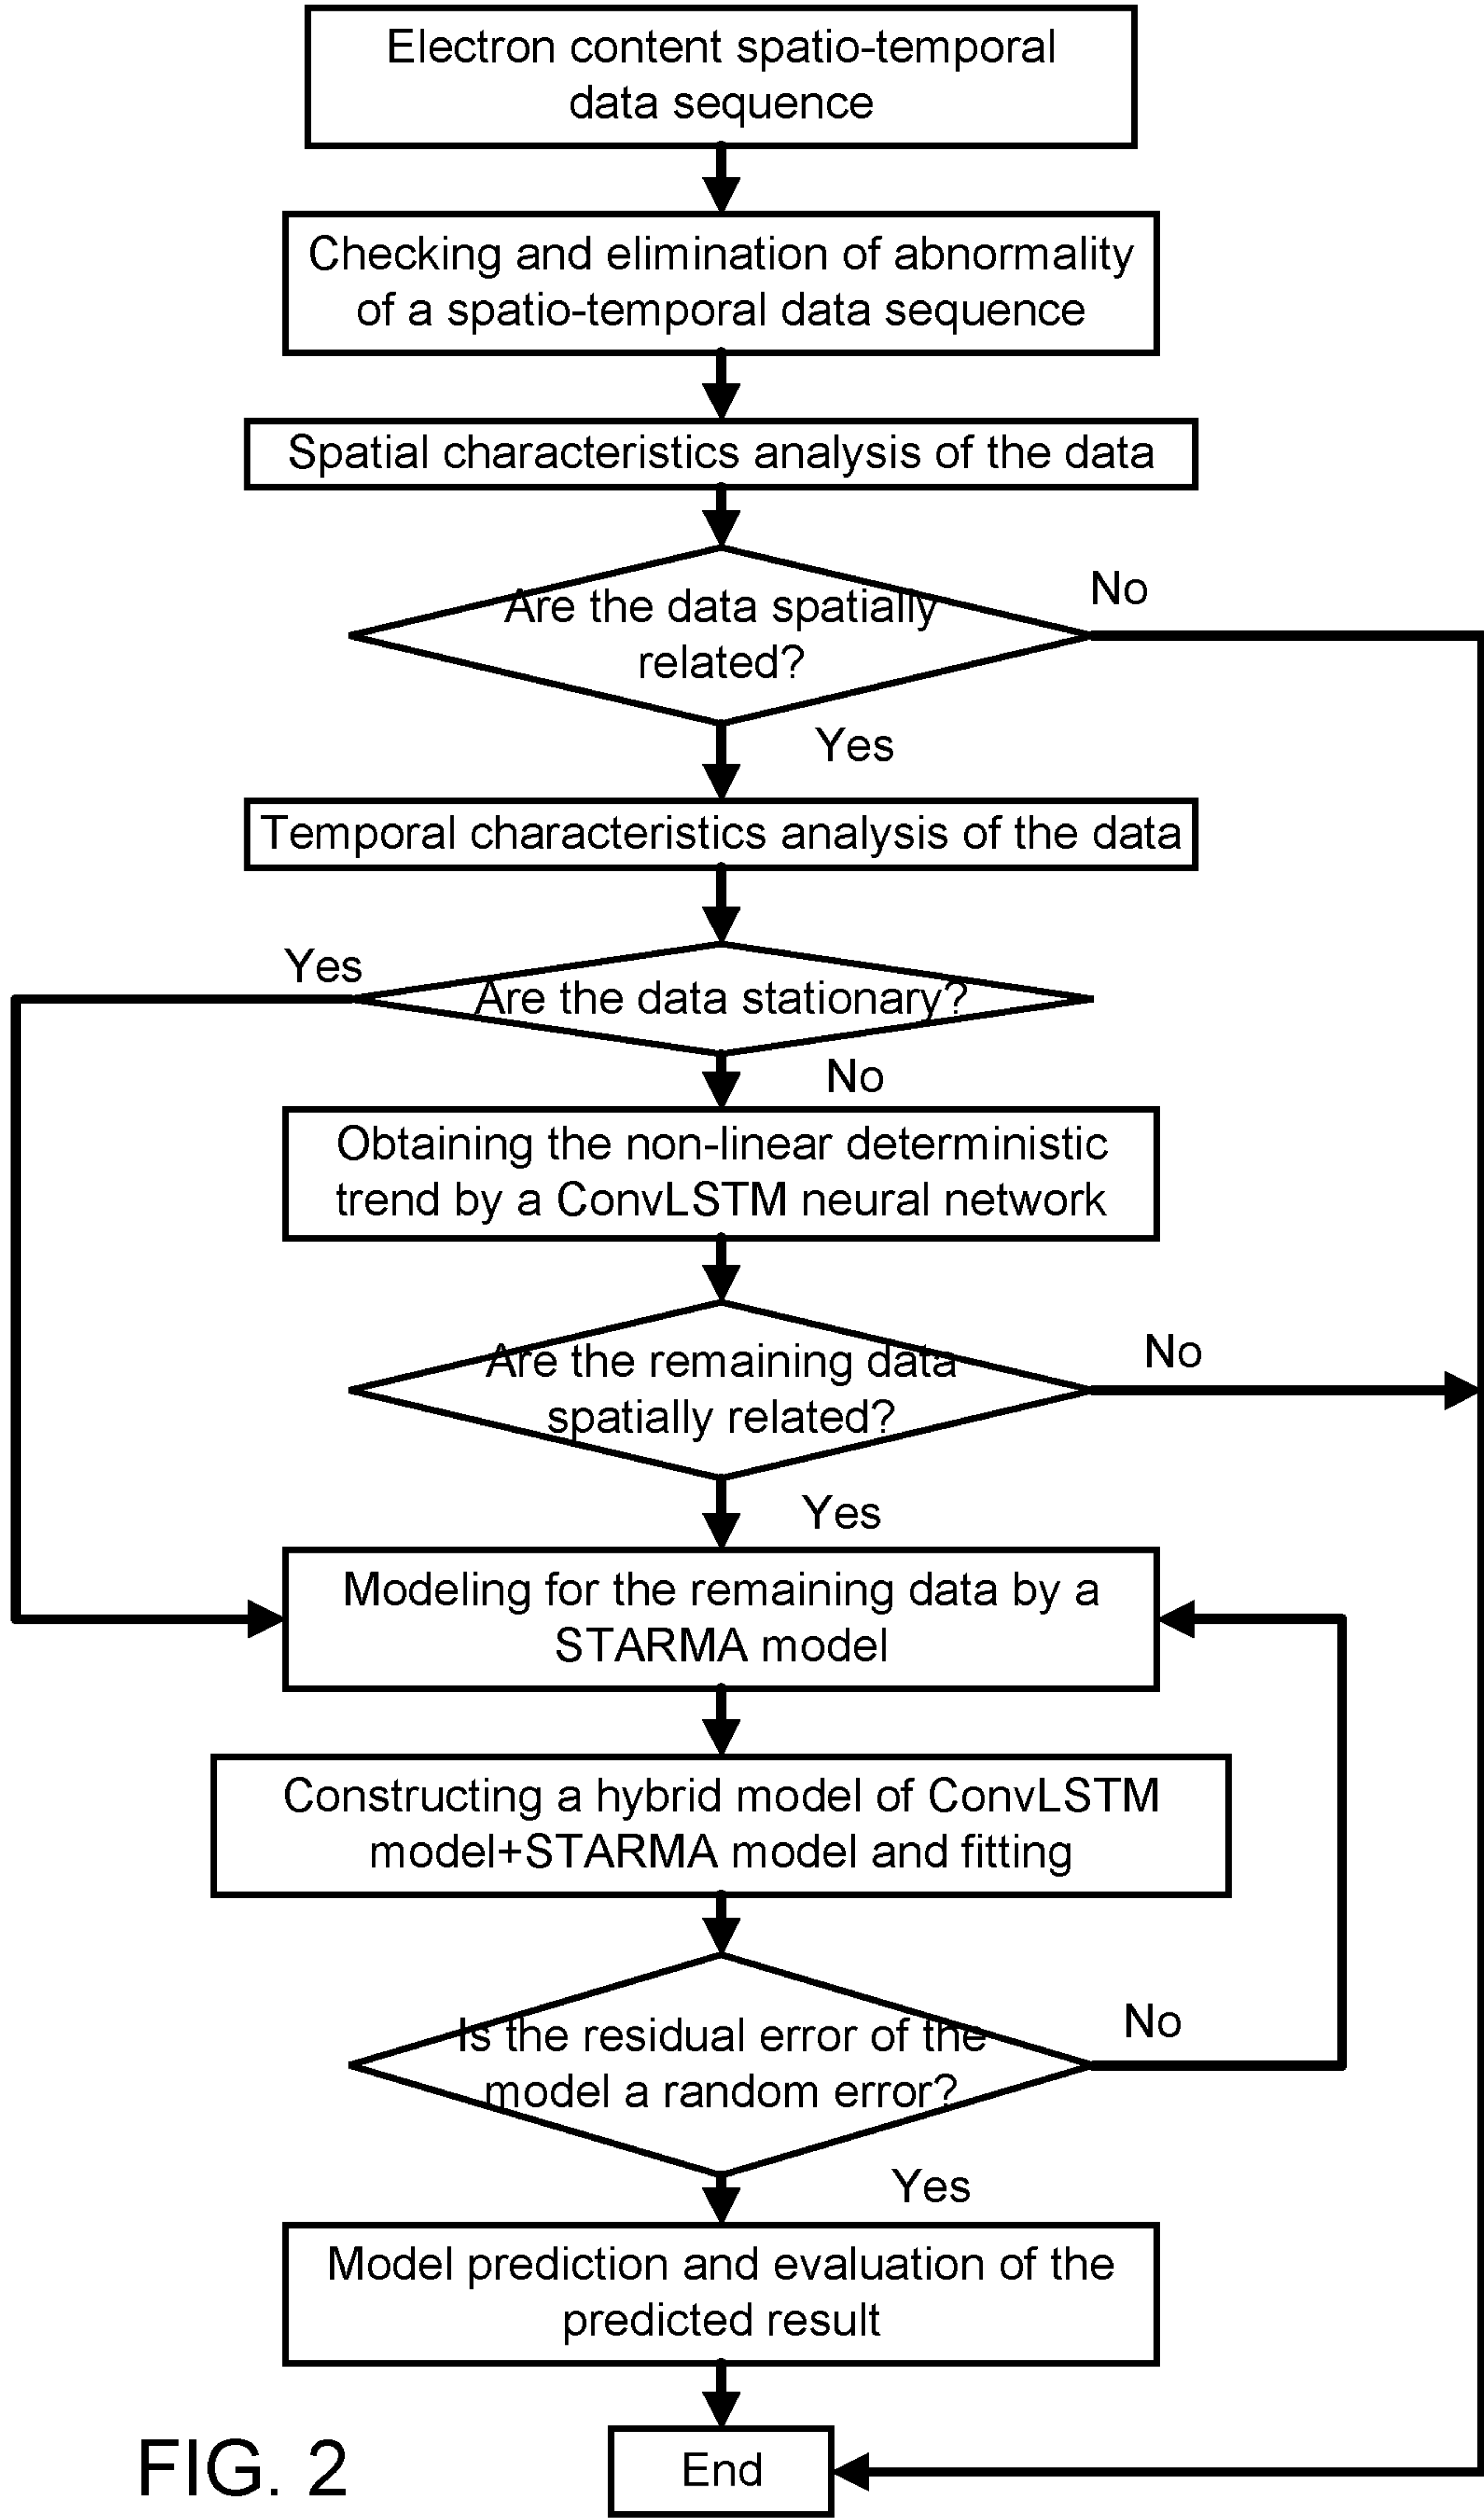 Electron content spatio-temporal
data sequence
Checking and elimination of abnormality
of a spatio-temporal data sequence
Spatial characteristics analysis of the data
Are the data spatially
related?
No
Yes
Temporal characteristics analysis of the data
Yes
Are the data stationary?
No
Obtaining the non-linear deterministic
trend by a ConvLSTM neural network
Are the remaining data
spatially related?
No
Yes
Modeling for the remaining data by a
STARMA model
Constructing a hybrid model of ConvLSTM
model+STARMA model and fitting
Is the residual error of the
model a random error?
No
Yes
Model prediction and evaluation of the
predicted result
End
FIG. 2